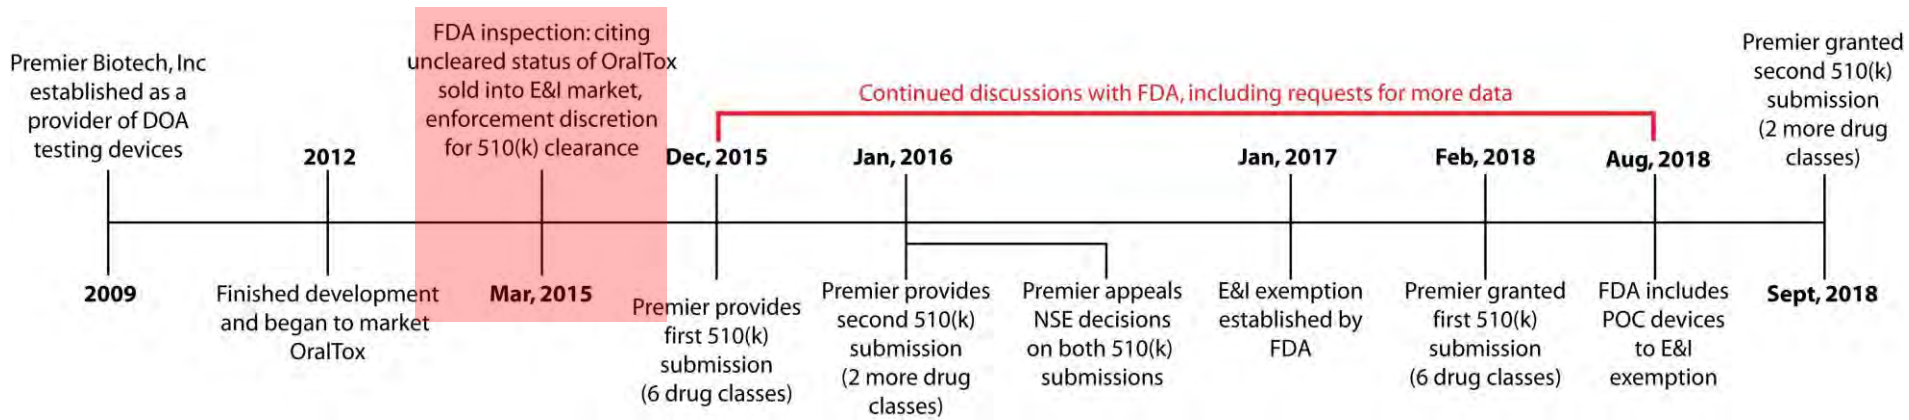 Premier Biotech, Inc
established as a
provider of DOA
testing devices
2009
2012
Finished development
and began to market
OralTox
FDA inspection: citing
uncleared status of OralTox
sold into E&I market,
enforcement discretion
for 510(k) clearance
Mar, 2015
Continued discussions with FDA, including requests for more data
Dec, 2015
Premier provides
first 510(k)
submission
(6 drug classes)
Jan, 2016
Premier provides
second 510(k)
submission
(2 more drug
classes)
Premier appeals
NSE decisions
on both 510(k)
submissions
Jan, 2017
E&I exemption
established by
FDA
Feb, 2018
Premier granted
first 510(k)
submission
(6 drug classes)
Aug, 2018
FDA includes
POC devices
to E&I
exemption
Premier granted
second 510(k)
submission
(2 more drug
classes)
Sept, 2018